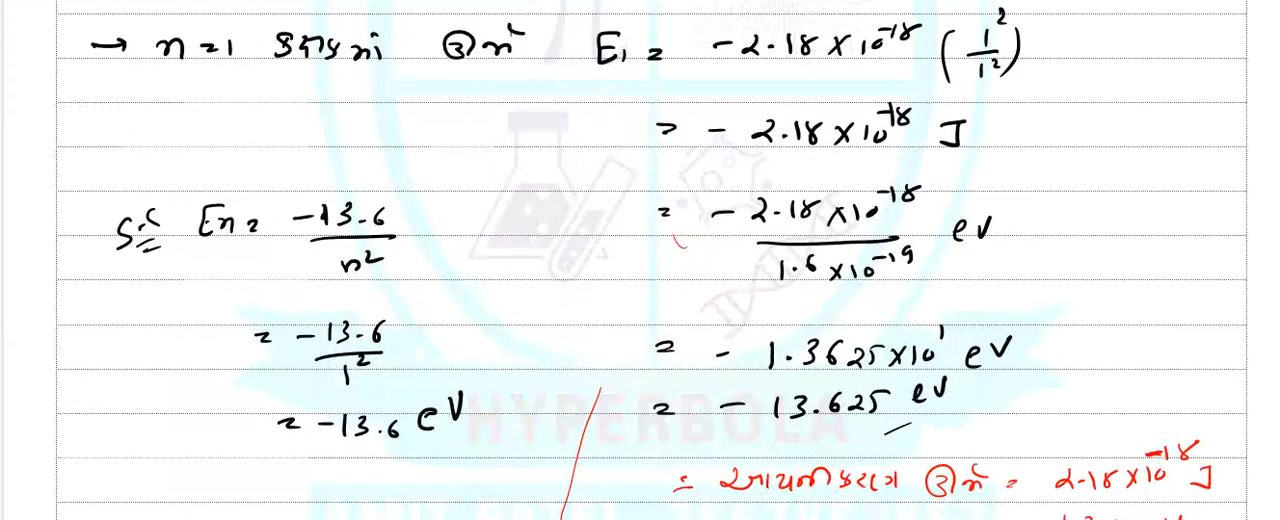 → n=1 કક્ષામાં ઊર્જા E₁ = -2.18 × 10⁻¹⁸ (1²/1²)
= -2.18 × 10⁻¹⁸ J
En = -13.6/n²
= -2.18 × 10⁻¹⁸ / 1.6 × 10⁻¹⁹ eV
= -13.6/1²
= -1.3625 × 10¹ eV
= -13.6 eV
= -13.625 eV
HYPERBOLA
= આયનીકરણ ઊર્જા = 2.18 × 10⁻¹⁸ J